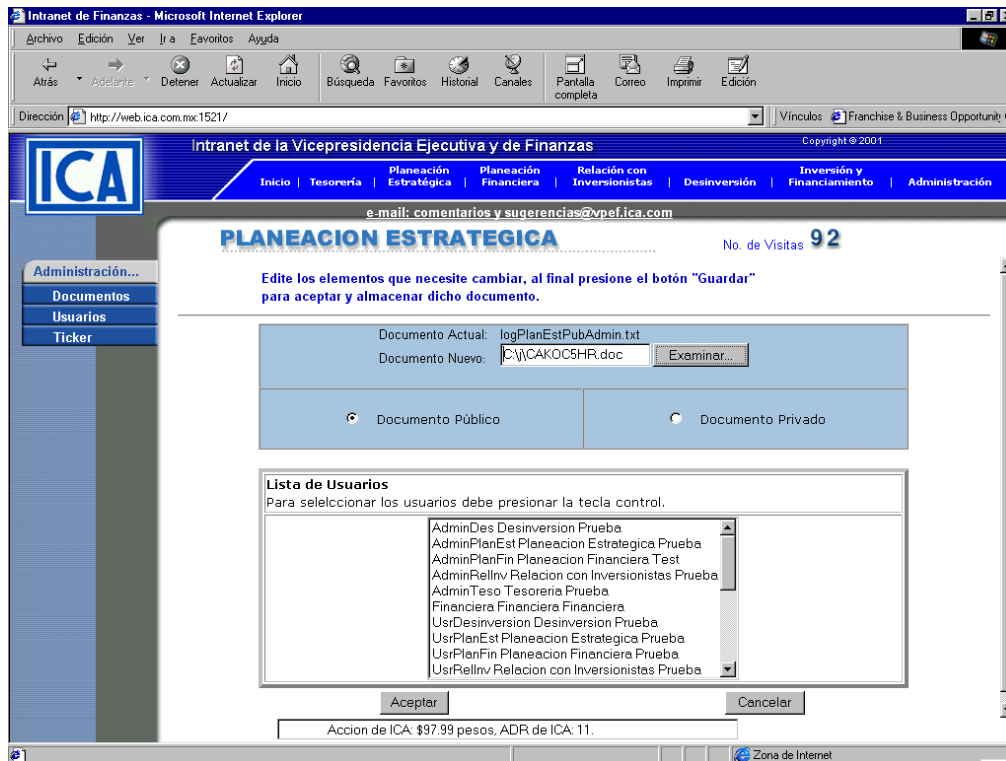 Intranet de Finanzas - Microsoft Internet Explorer
Archivo Edición Ver Ir a Favoritos Ayuda
Atrás Adelante Detener Actualizar Inicio Búsqueda Favoritos Historial Canales Pantalla completa Correo Imprimir Edición
Dirección http://web.ica.com.mx:1521/ Vínculos Franchise & Business Opportunity
ICA
Intranet de la Vicepresidencia Ejecutiva y de Finanzas Copyright © 2001
Inicio | Tesorería | Planeación Estratégica | Planeación Financiera | Relación con Inversionistas | Desinversión | Inversión y Financiamiento | Administración
e-mail: comentarios y sugerencias@vpef.ica.com
PLANEACION ESTRATEGICA No. de Visitas 92
Administración...
Documentos
Usuarios
Ticker
Edite los elementos que necesite cambiar, al final presione el botón "Guardar"
para aceptar y almacenar dicho documento.
Documento Actual: logPlanEstPubAdmin.txt
Documento Nuevo: C:\j\CAKOC5HR.doc Examinar...
Documento Público Documento Privado
Lista de Usuarios
Para selelccionar los usuarios debe presionar la tecla control.
AdminDes Desinversion Prueba
AdminPlanEst Planeacion Estrategica Prueba
AdminPlanFin Planeacion Financiera Test
AdminRelInv Relacion con Inversionistas Prueba
AdminTeso Tesoreria Prueba
Financiera Financiera Financiera
UsrDesinversion Desinversion Prueba
UsrPlanEst Planeacion Estrategica Prueba
UsrPlanFin Planeacion Financiera Prueba
UsrRelInv Relacion con Inversionistas Prueba
Aceptar Cancelar
Accion de ICA: $97.99 pesos, ADR de ICA: 11.
Zona de Internet